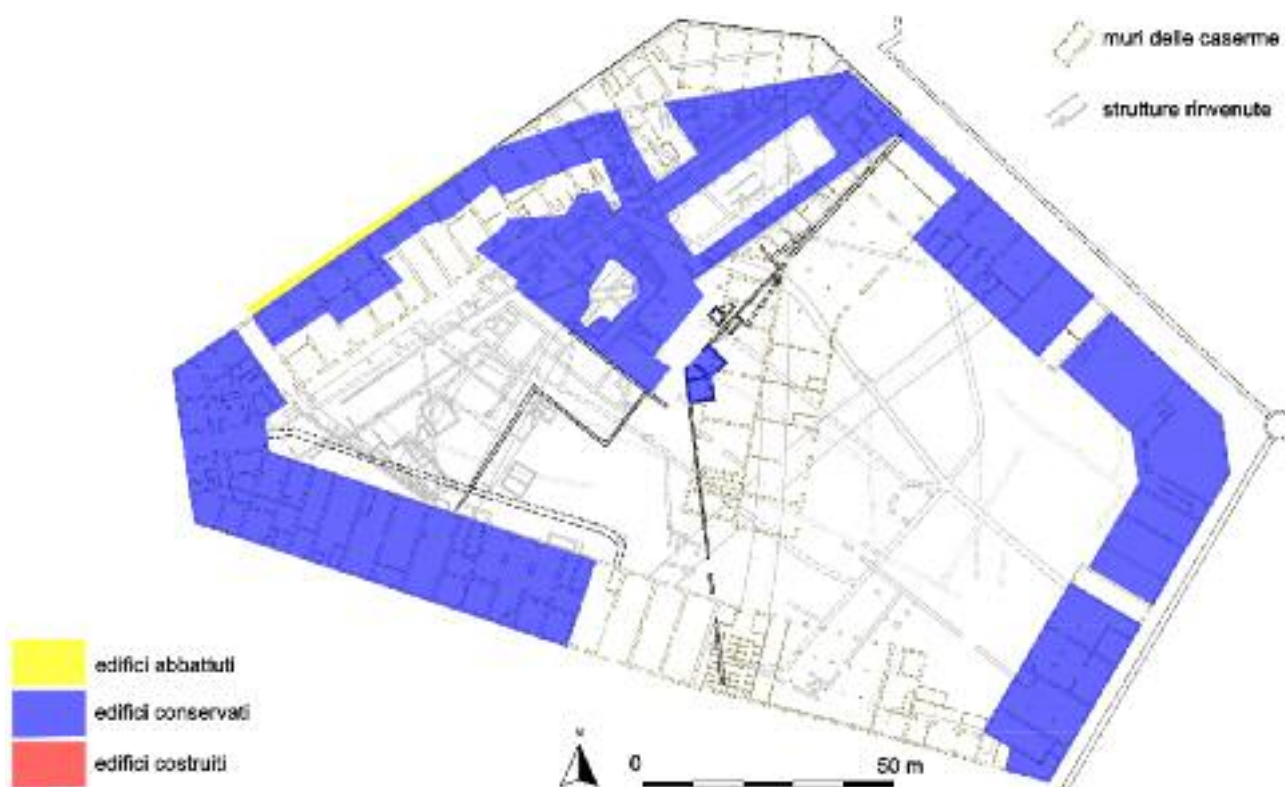 muri delle caserme
strutture rinvenute
edifici abbattuti
edifici conservati
edifici costruiti
N
0 50 m